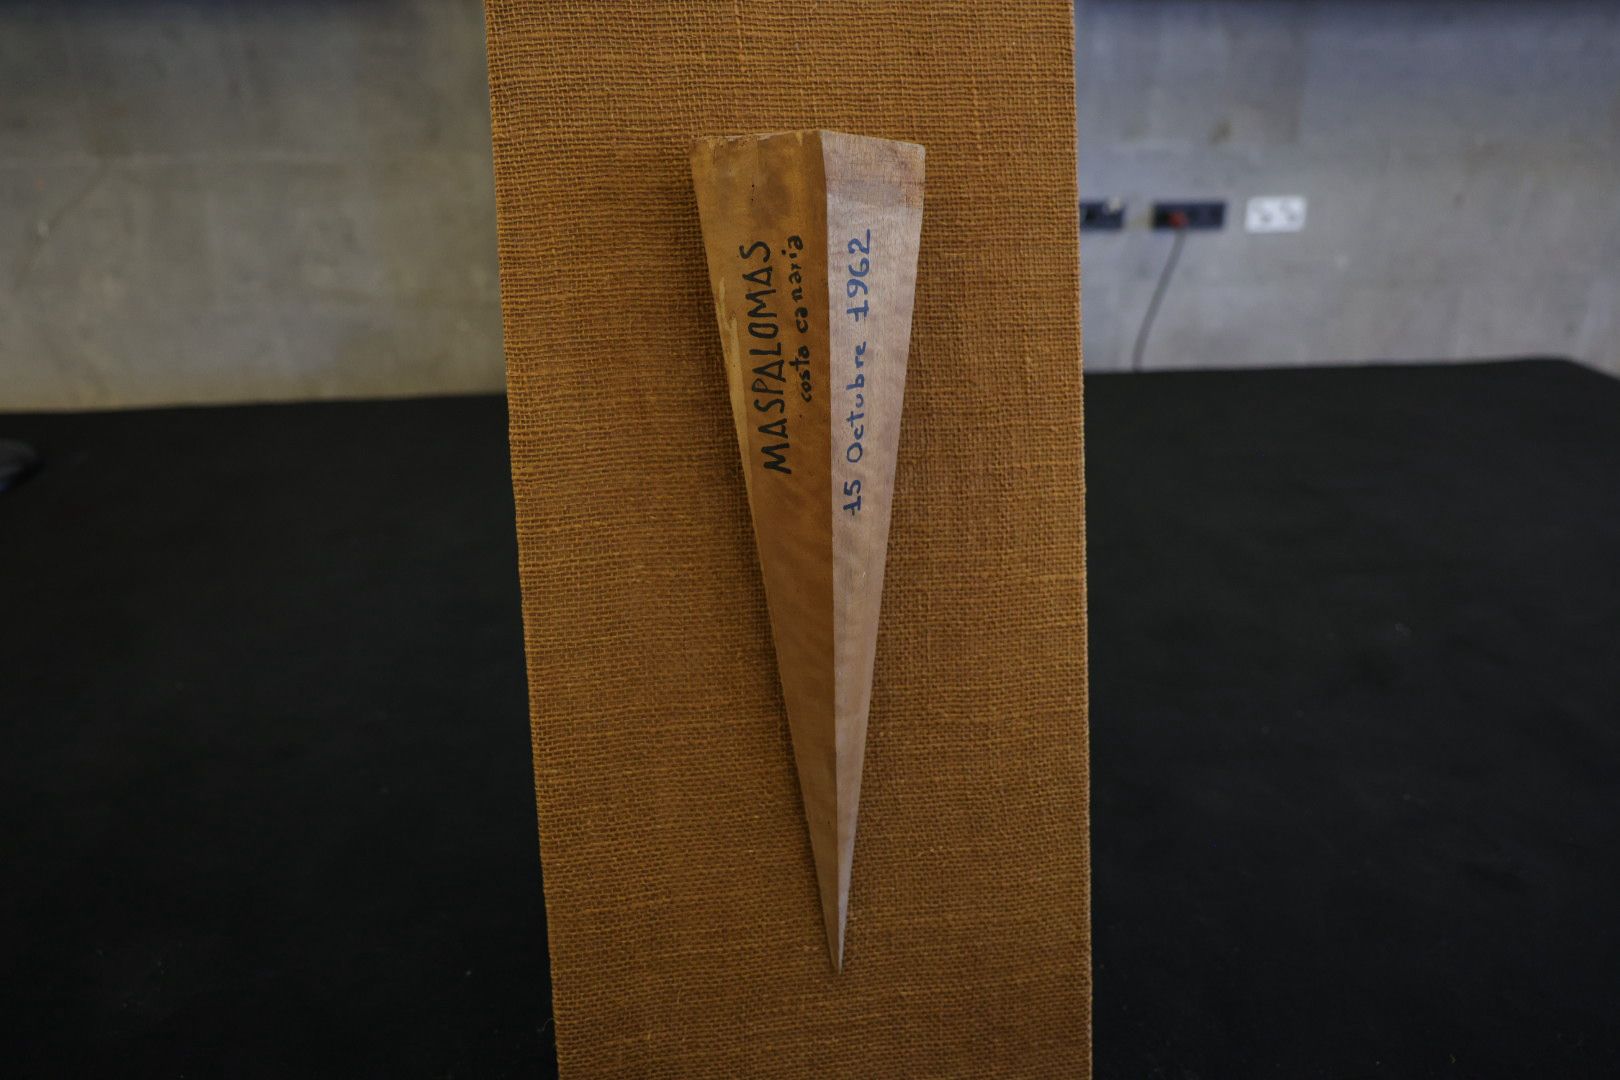 MASPALOMAS
costa canaria
15 Octubre 1962